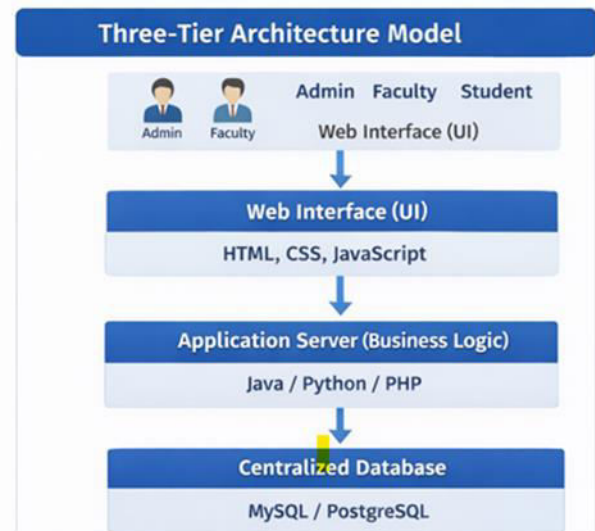 Three-Tier Architecture Model
Admin Faculty Student
Admin Faculty Web Interface (UI)
Web Interface (UI)
HTML, CSS, JavaScript
Application Server (Business Logic)
Java / Python / PHP
Centralized Database
MySQL / PostgreSQL